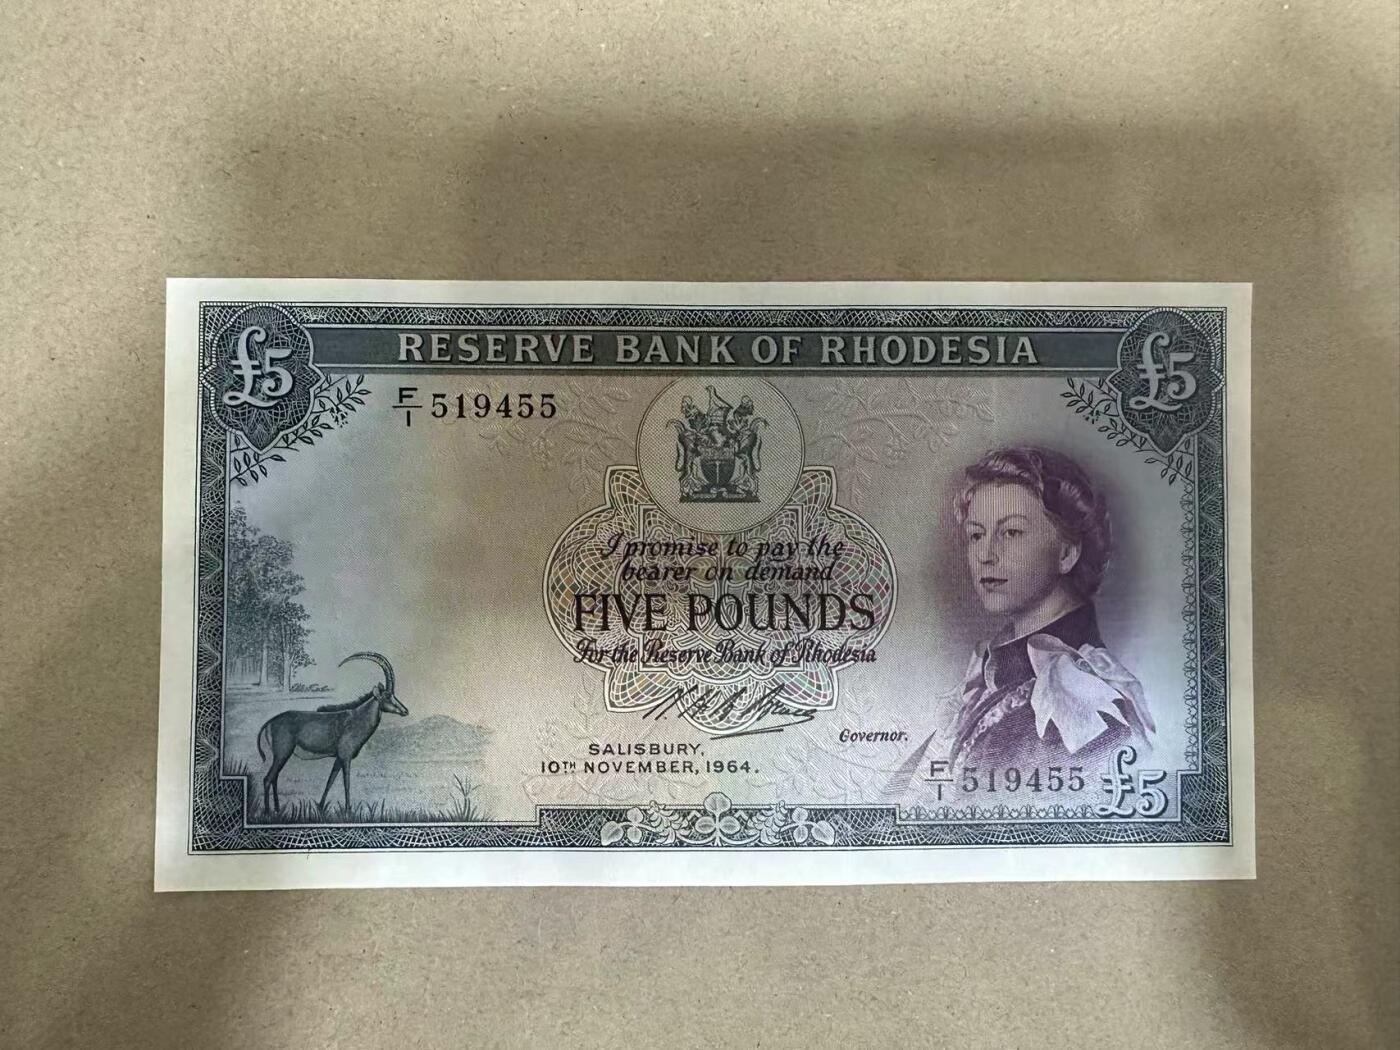 £5 RESERVE BANK OF RHODESIA £5
F/1 519455
I promise to pay the
bearer on demand
FIVE POUNDS
For the Reserve Bank of Rhodesia
Governor.
SALISBURY,
10TH NOVEMBER, 1964.
F/1 519455 £5